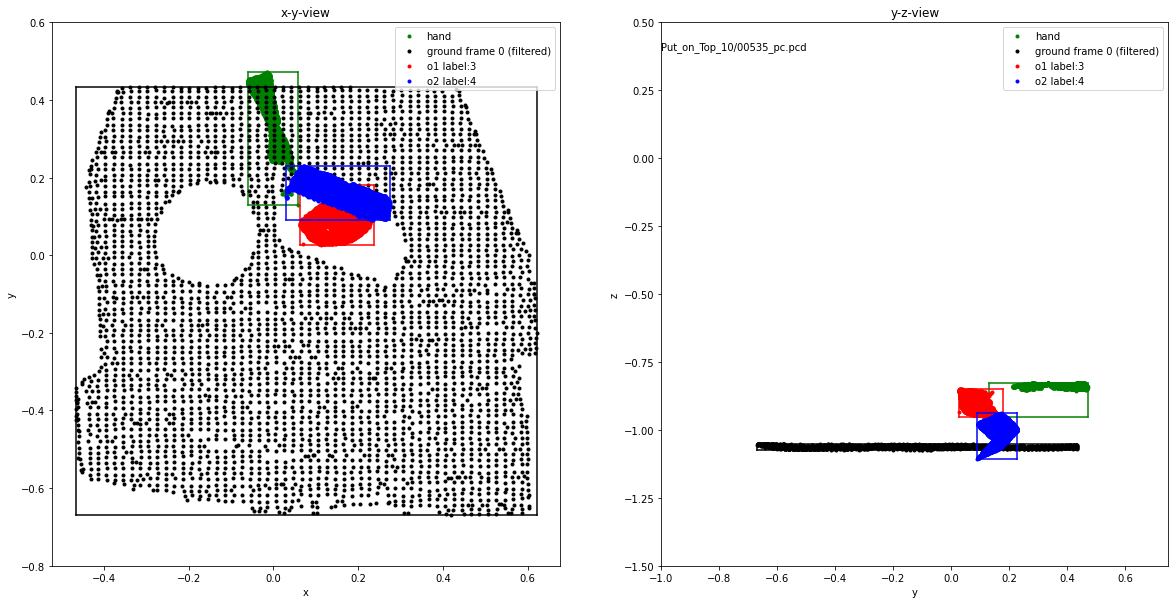 x-y-view
hand
ground frame 0 (filtered)
o1 label:3
o2 label:4
0.6
0.4
0.2
0.0
−0.2
−0.4
−0.6
−0.8
y
−0.4
−0.2
0.0
0.2
0.4
0.6
x
y-z-view
Put_on_Top_10/00535_pc.pcd
hand
ground frame 0 (filtered)
o1 label:3
o2 label:4
0.50
0.25
0.00
−0.25
−0.50
−0.75
−1.00
−1.25
−1.50
z
−1.0
−0.8
−0.6
−0.4
−0.2
0.0
0.2
0.4
0.6
y